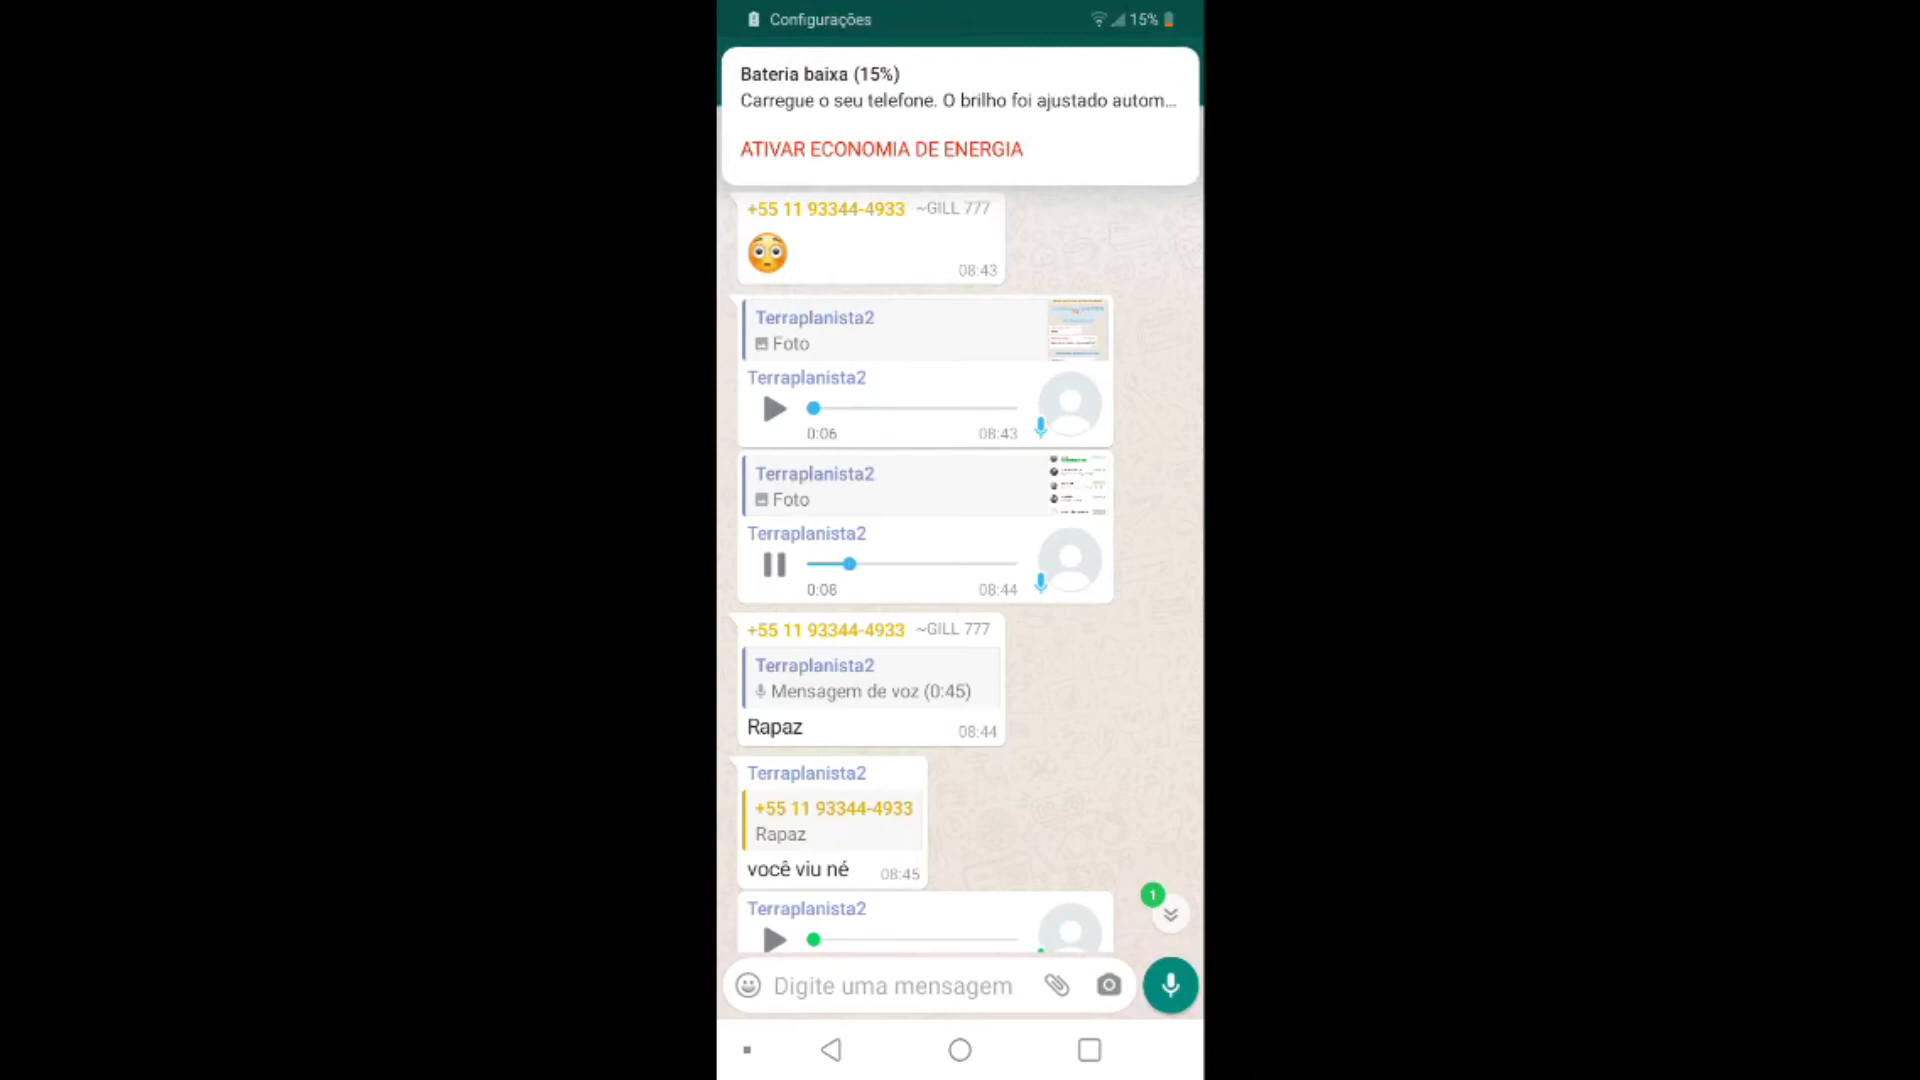 Configurações
15%
Bateria baixa (15%)
Carregue o seu telefone. O brilho foi ajustado autom...
ATIVAR ECONOMIA DE ENERGIA
+55 11 93344-4933 ~GILL 777
08:43
Terraplanista2
Foto
Terraplanista2
0:06 08:43
Terraplanista2
Foto
Terraplanista2
0:08 08:44
+55 11 93344-4933 ~GILL 777
Terraplanista2
Mensagem de voz (0:45)
Rapaz 08:44
Terraplanista2
+55 11 93344-4933
Rapaz
você viu né 08:45
1
Terraplanista2
Digite uma mensagem